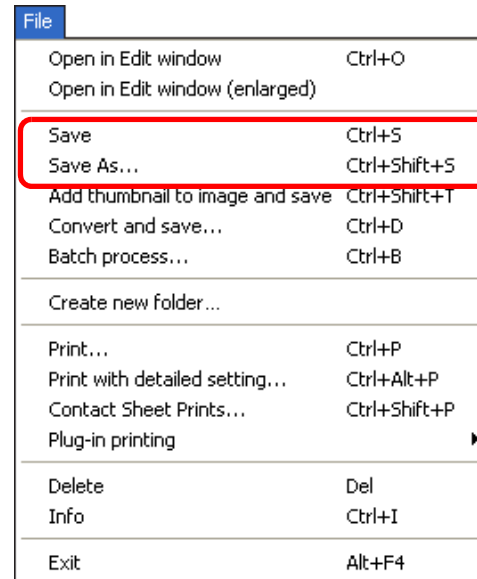 File
Open in Edit window Ctrl+O
Open in Edit window (enlarged)
Save Ctrl+S
Save As... Ctrl+Shift+S
Add thumbnail to image and save Ctrl+Shift+T
Convert and save... Ctrl+D
Batch process... Ctrl+B
Create new folder...
Print... Ctrl+P
Print with detailed setting... Ctrl+Alt+P
Contact Sheet Prints... Ctrl+Shift+P
Plug-in printing
Delete Del
Info Ctrl+I
Exit Alt+F4